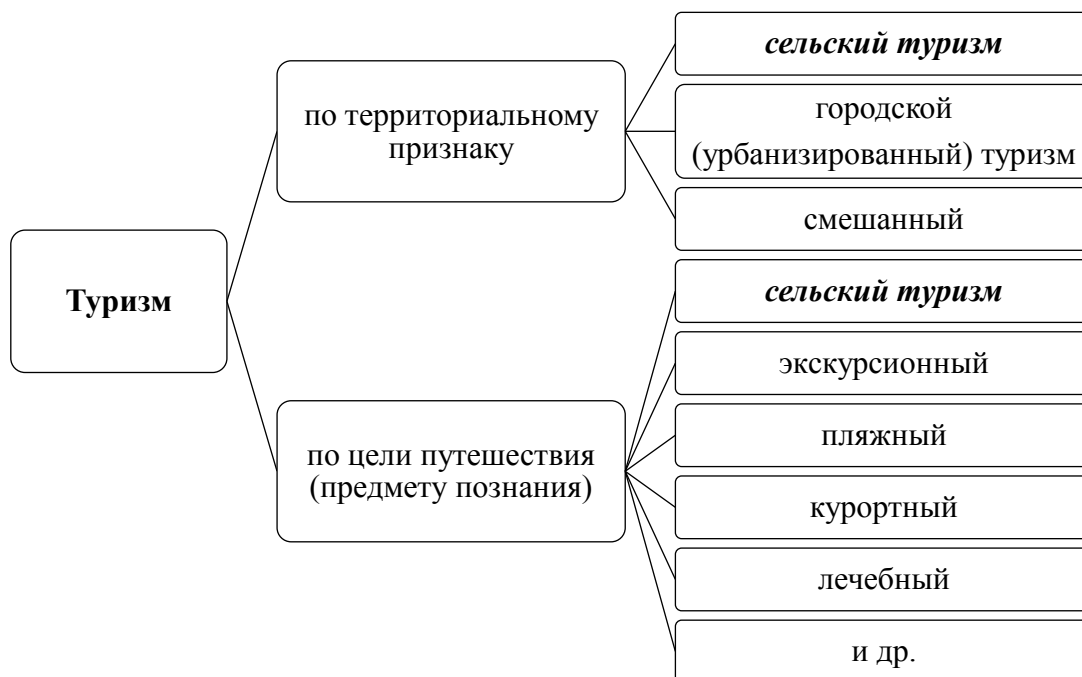 Туризм
по территориальному
признаку
сельский туризм
городской
(урбанизированный) туризм
смешанный
по цели путешествия
(предмету познания)
сельский туризм
экскурсионный
пляжный
курортный
лечебный
и др.